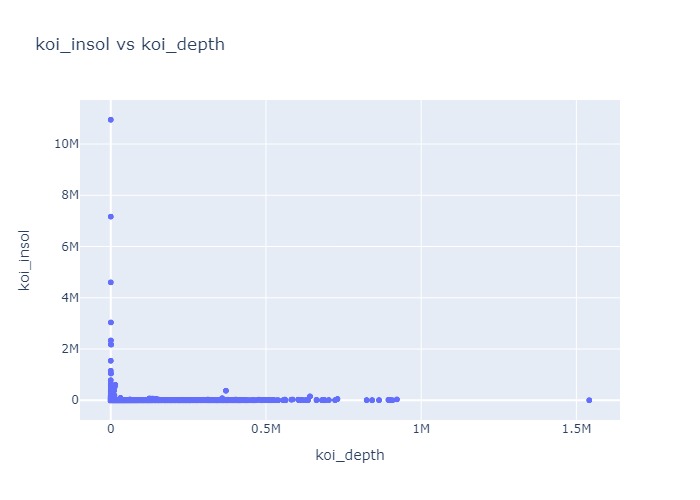 koi_insol vs koi_depth
10M
8M
6M
4M
2M
0
koi_insol
0
0.5M
1M
1.5M
koi_depth